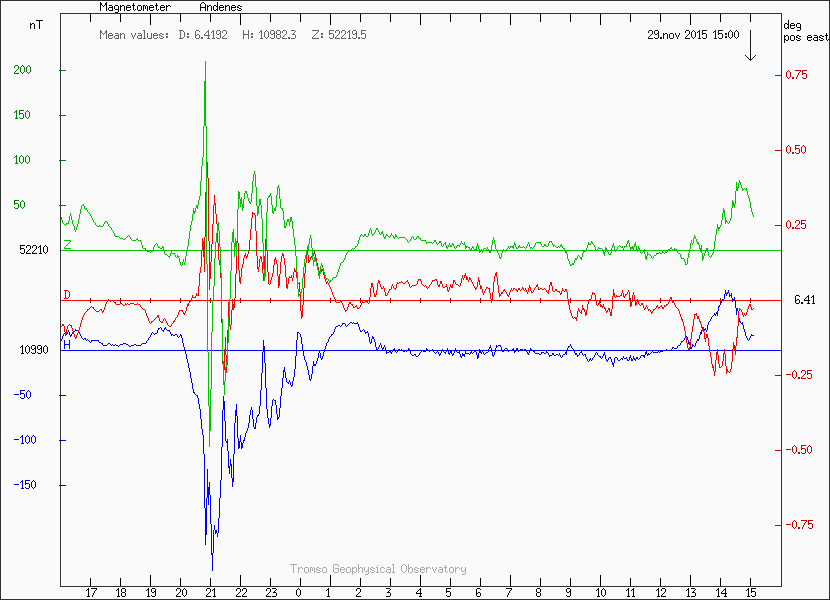 Magnetometer Andenes
nT
deg
pos east
Mean values: D: 6.4192 H: 10982.3 Z: 52219.5
29.nov 2015 15:00
200
150
100
50
52210
10990
-50
-100
-150
Z
D
H
0.75
0.50
0.25
6.41
-0.25
-0.50
-0.75
Tromso Geophysical Observatory
17 18 19 20 21 22 23 0 1 2 3 4 5 6 7 8 9 10 11 12 13 14 15